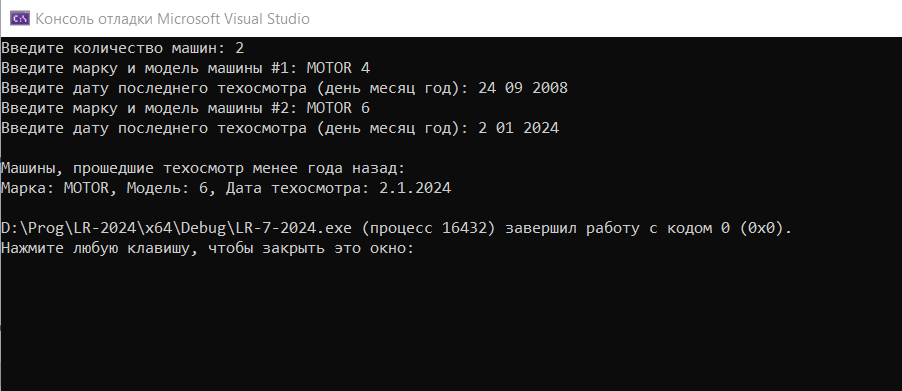 Консоль отладки Microsoft Visual Studio
Введите количество машин: 2
Введите марку и модель машины #1: MOTOR 4
Введите дату последнего техосмотра (день месяц год): 24 09 2008
Введите марку и модель машины #2: MOTOR 6
Введите дату последнего техосмотра (день месяц год): 2 01 2024
Машины, прошедшие техосмотр менее года назад:
Марка: MOTOR, Модель: 6, Дата техосмотра: 2.1.2024
D:\Prog\LR-2024\x64\Debug\LR-7-2024.exe (процесс 16432) завершил работу с кодом 0 (0x0).
Нажмите любую клавишу, чтобы закрыть это окно: